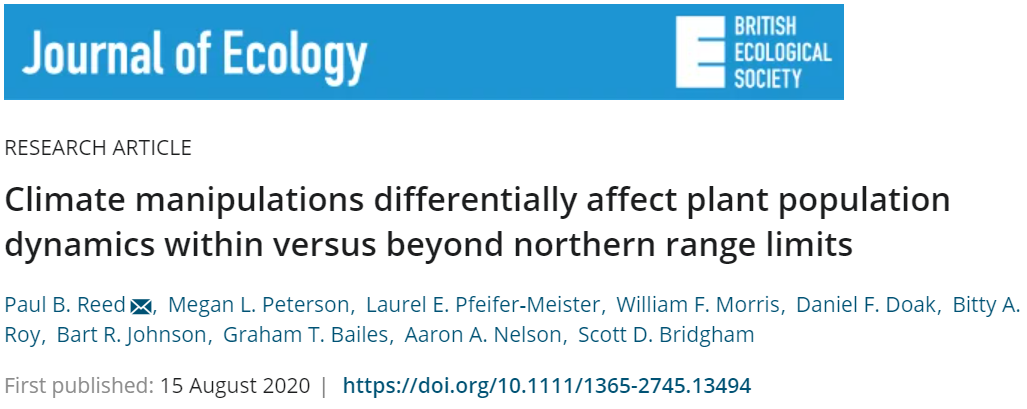 Journal of Ecology
BRITISH
ECOLOGICAL
SOCIETY
RESEARCH ARTICLE
Climate manipulations differentially affect plant population
dynamics within versus beyond northern range limits
Paul B. Reed, Megan L. Peterson, Laurel E. Pfeifer-Meister, William F. Morris, Daniel F. Doak, Bitty A.
Roy, Bart R. Johnson, Graham T. Bailes, Aaron A. Nelson, Scott D. Bridgham
First published: 15 August 2020 | https://doi.org/10.1111/1365-2745.13494